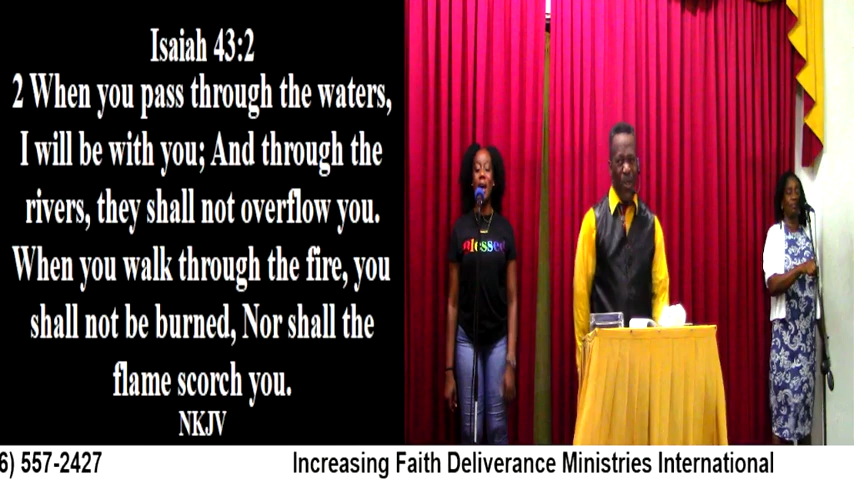 Isaiah 43:2
2 When you pass through the waters,
I will be with you; And through the
rivers, they shall not overflow you.
When you walk through the fire, you
shall not be burned, Nor shall the
flame scorch you.
NKJV
blessed
6) 557-2427 Increasing Faith Deliverance Ministries International